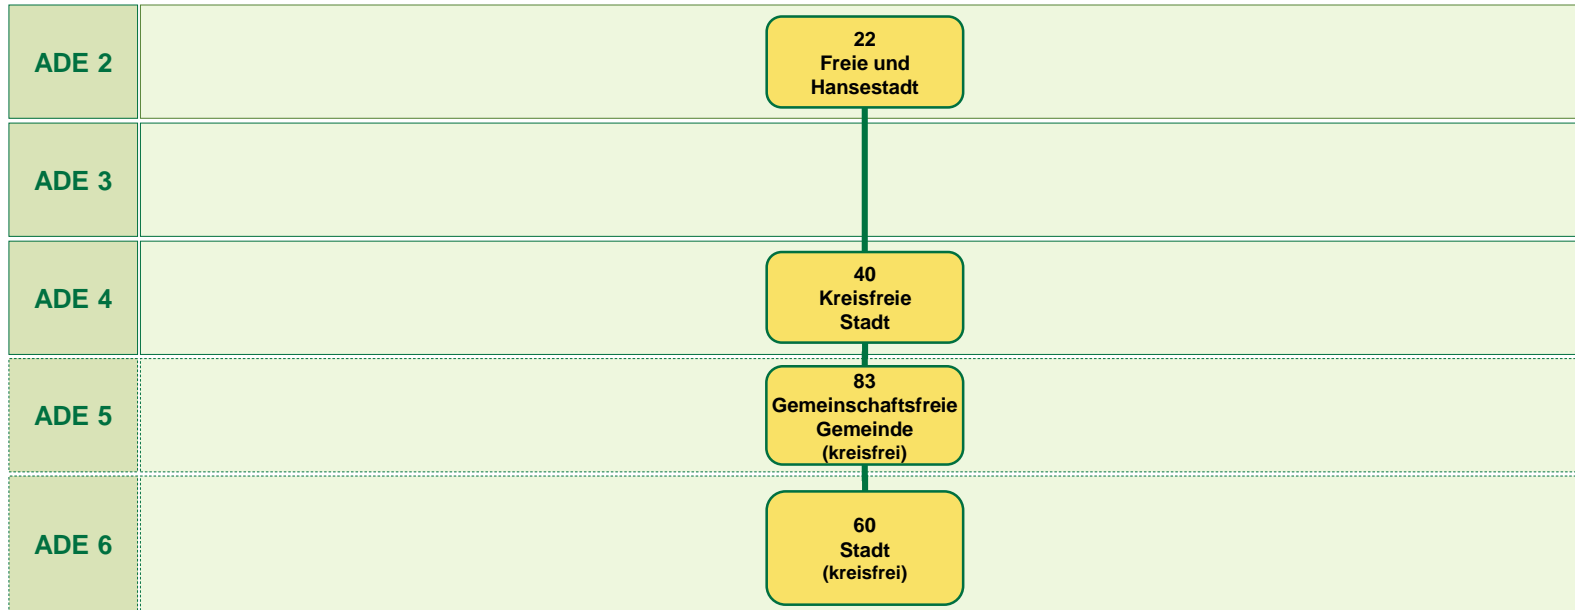 ADE 2
22
Freie und
Hansestadt
ADE 3
ADE 4
40
Kreisfreie
Stadt
ADE 5
83
Gemeinschaftsfreie
Gemeinde
(kreisfrei)
ADE 6
60
Stadt
(kreisfrei)